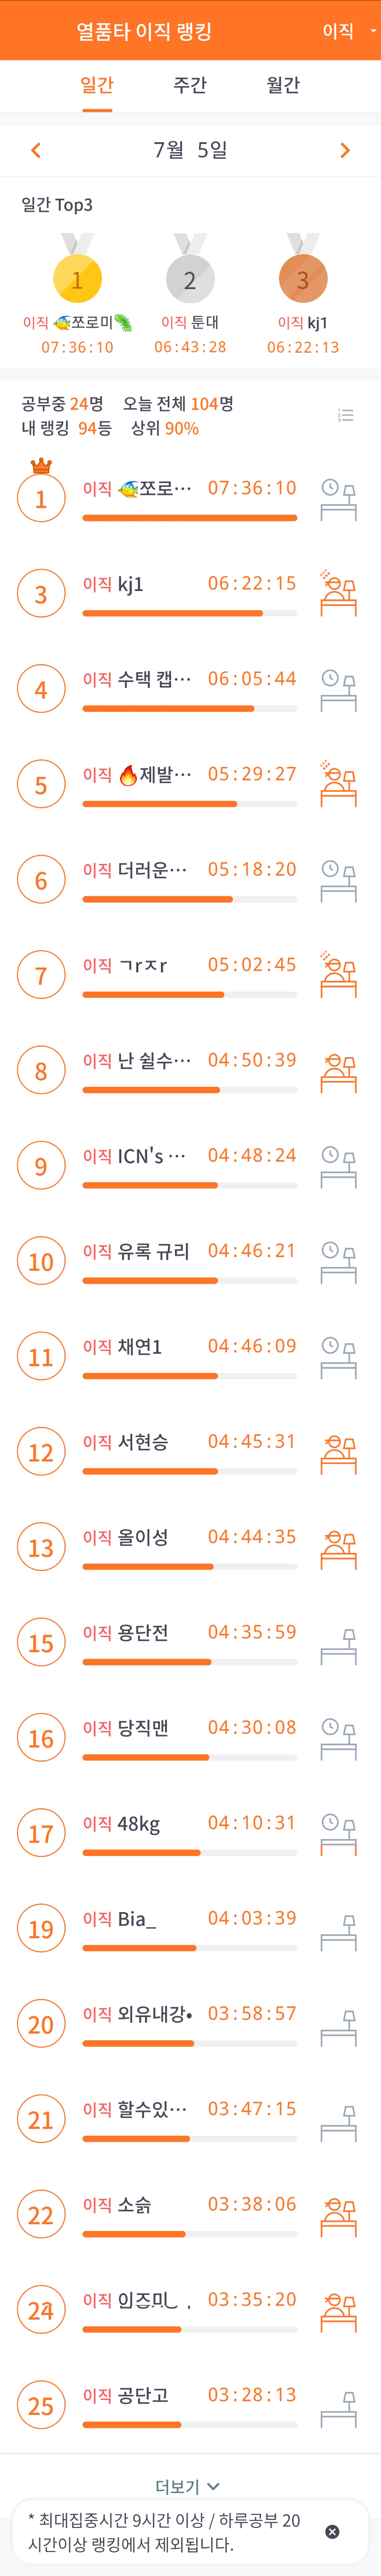 열품타 이직 랭킹 이직
일간 주간 월간
7월 5일
일간 Top3
1 2 3
이직 🐠쪼로미🦠 이직 툰대 이직 kj1
07:36:10 06:43:28 06:22:13
공부중 24명 오늘 전체 104명
내 랭킹 94등 상위 90%
1 이직 🐠쪼로··· 07:36:10
3 이직 kj1 06:22:15
4 이직 수택 캡··· 06:05:44
5 이직 🔥제발··· 05:29:27
6 이직 더러운··· 05:18:20
7 이직 ㄱrㅈr 05:02:45
8 이직 난 쉴수··· 04:50:39
9 이직 ICN's ··· 04:48:24
10 이직 유록 규리 04:46:21
11 이직 채연1 04:46:09
12 이직 서현승 04:45:31
13 이직 올이성 04:44:35
15 이직 용단전 04:35:59
16 이직 당직맨 04:30:08
17 이직 48kg 04:10:31
19 이직 Bia_ 04:03:39
20 이직 외유내강• 03:58:57
21 이직 할수있··· 03:47:15
22 이직 소슭 03:38:06
이직 03:35:20
25 이직 공단고 03:28:13
더보기
* 최대집중시간 9시간 이상 / 하루공부 20
시간이상 랭킹에서 제외됩니다.